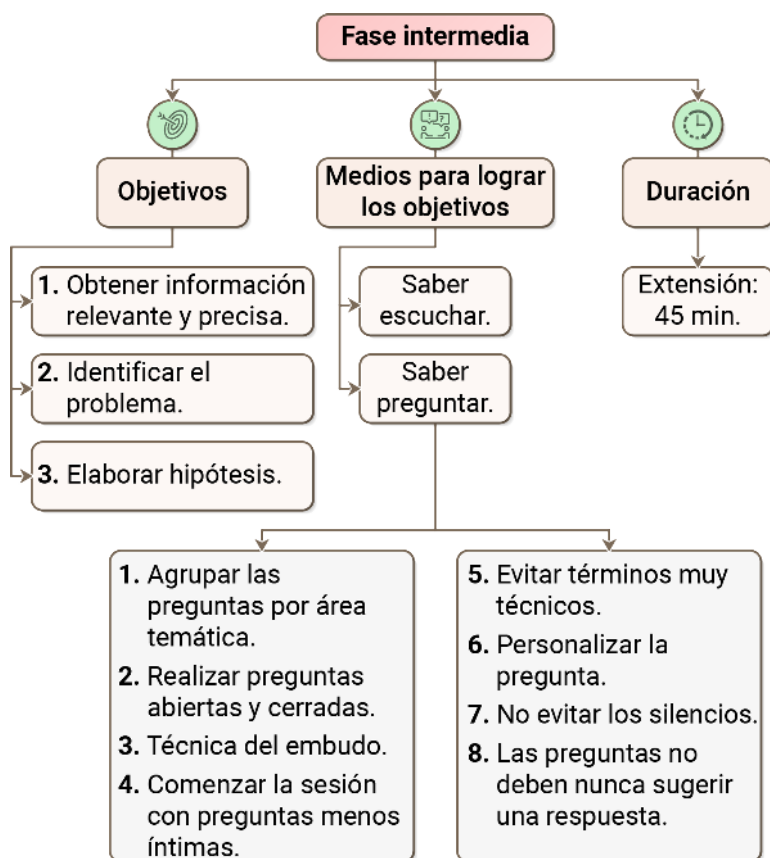 Fase intermedia
Objetivos
Medios para lograr
los objetivos
Duración
1. Obtener información
relevante y precisa.
2. Identificar el
problema.
3. Elaborar hipótesis.
Saber
escuchar.
Saber
preguntar.
Extensión:
45 min.
1. Agrupar las
preguntas por área
temática.
2. Realizar preguntas
abiertas y cerradas.
3. Técnica del embudo.
4. Comenzar la sesión
con preguntas menos
íntimas.
5. Evitar términos muy
técnicos.
6. Personalizar la
pregunta.
7. No evitar los silencios.
8. Las preguntas no
deben nunca sugerir
una respuesta.